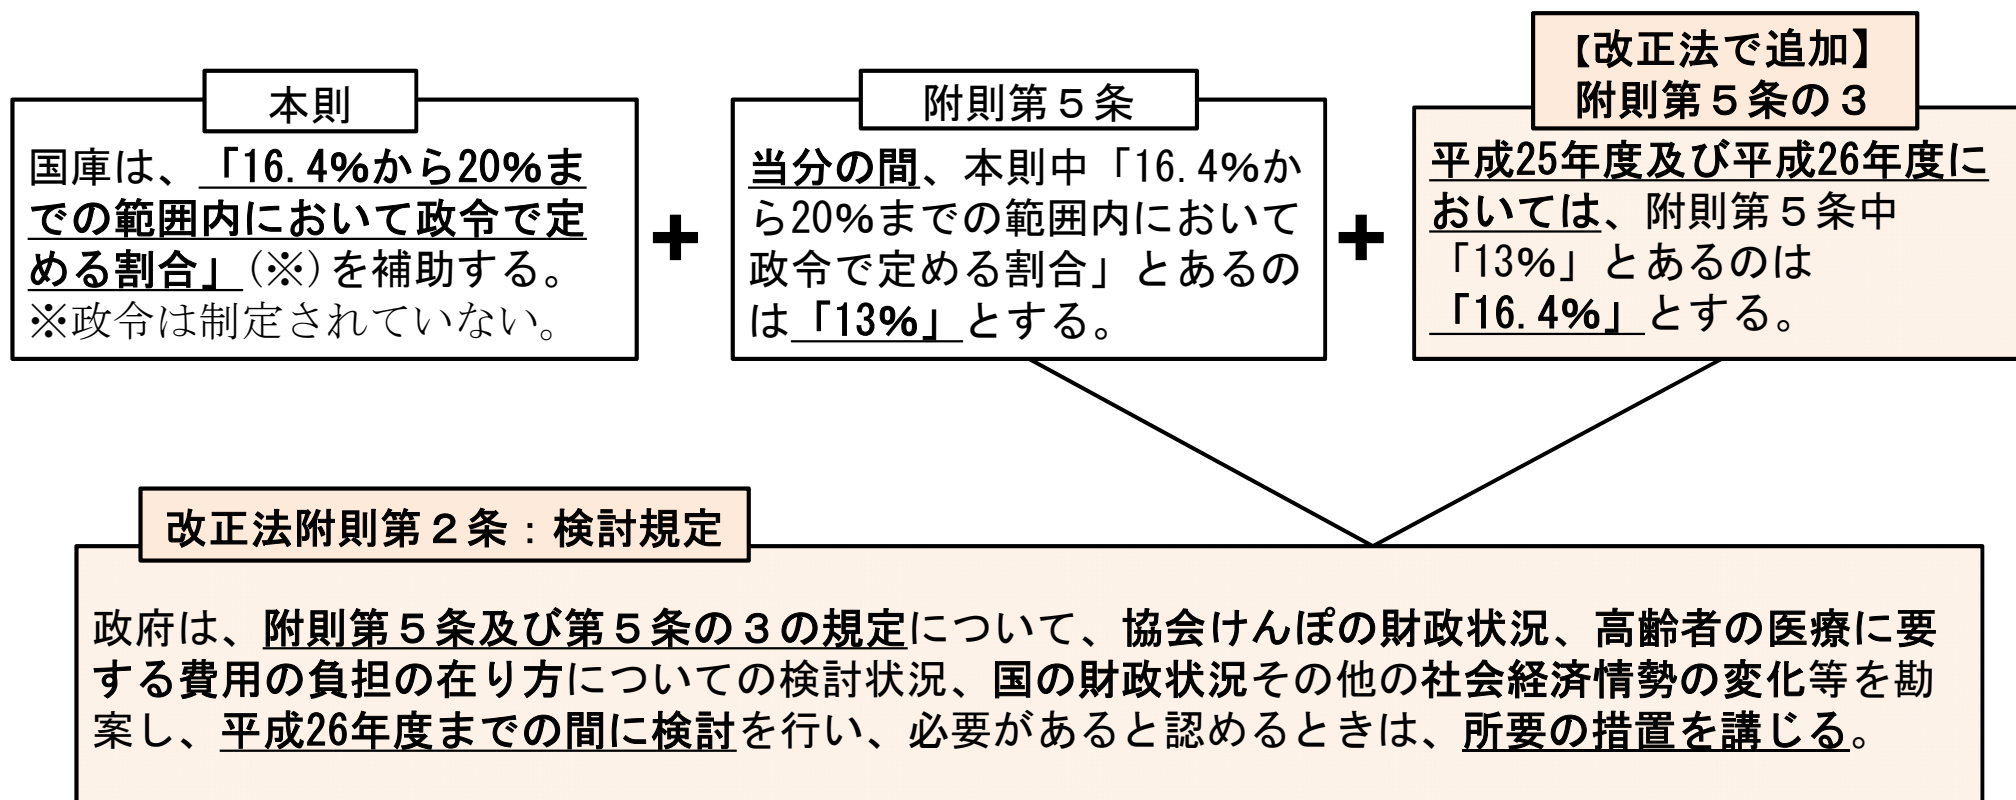 本則
国庫は、「16.4%から20%ま
での範囲内において政令で定
める割合」(※)を補助する。
※政令は制定されていない。
+
附則第５条
当分の間、本則中「16.4%か
ら20%までの範囲内において
政令で定める割合」とあるの
は「13%」とする。
+
【改正法で追加】
附則第５条の３
平成25年度及び平成26年度に
おいては、附則第５条中
「13%」とあるのは
「16.4%」とする。
改正法附則第２条：検討規定
政府は、附則第５条及び第５条の３の規定について、協会けんぽの財政状況、高齢者の医療に要
する費用の負担の在り方についての検討状況、国の財政状況その他の社会経済情勢の変化等を勘
案し、平成26年度までの間に検討を行い、必要があると認めるときは、所要の措置を講じる。